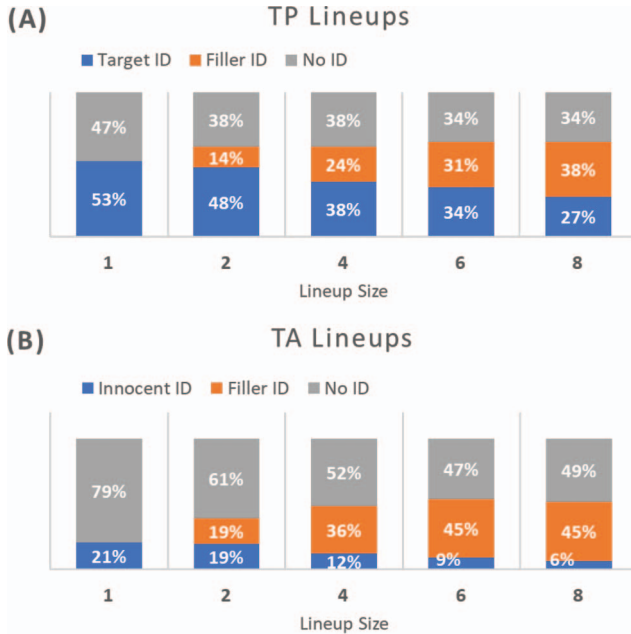 (A) TP Lineups
Target ID Filler ID No ID
47% 38% 38% 34% 34%
14% 24% 31% 38%
53% 48% 38% 34% 27%
1 2 4 6 8
Lineup Size
(B) TA Lineups
Innocent ID Filler ID No ID
79% 61% 52% 47% 49%
19% 36% 45% 45%
21% 19% 12% 9% 6%
1 2 4 6 8
Lineup Size